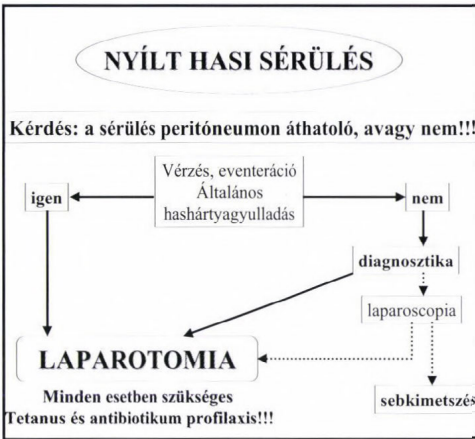 NYÍLT HASI SÉRÜLÉS
Kérdés: a sérülés peritóneumon átható, avagy nem!!!
Vérzés, eventeráció
Általános
hashártyagyulladás
igen
nem
diagnosztika
laparoscopia
LAPAROTOMIA
Minden esetben szükséges
Tetanus és antibiotikum profilaxis!!!
sebkimetszés